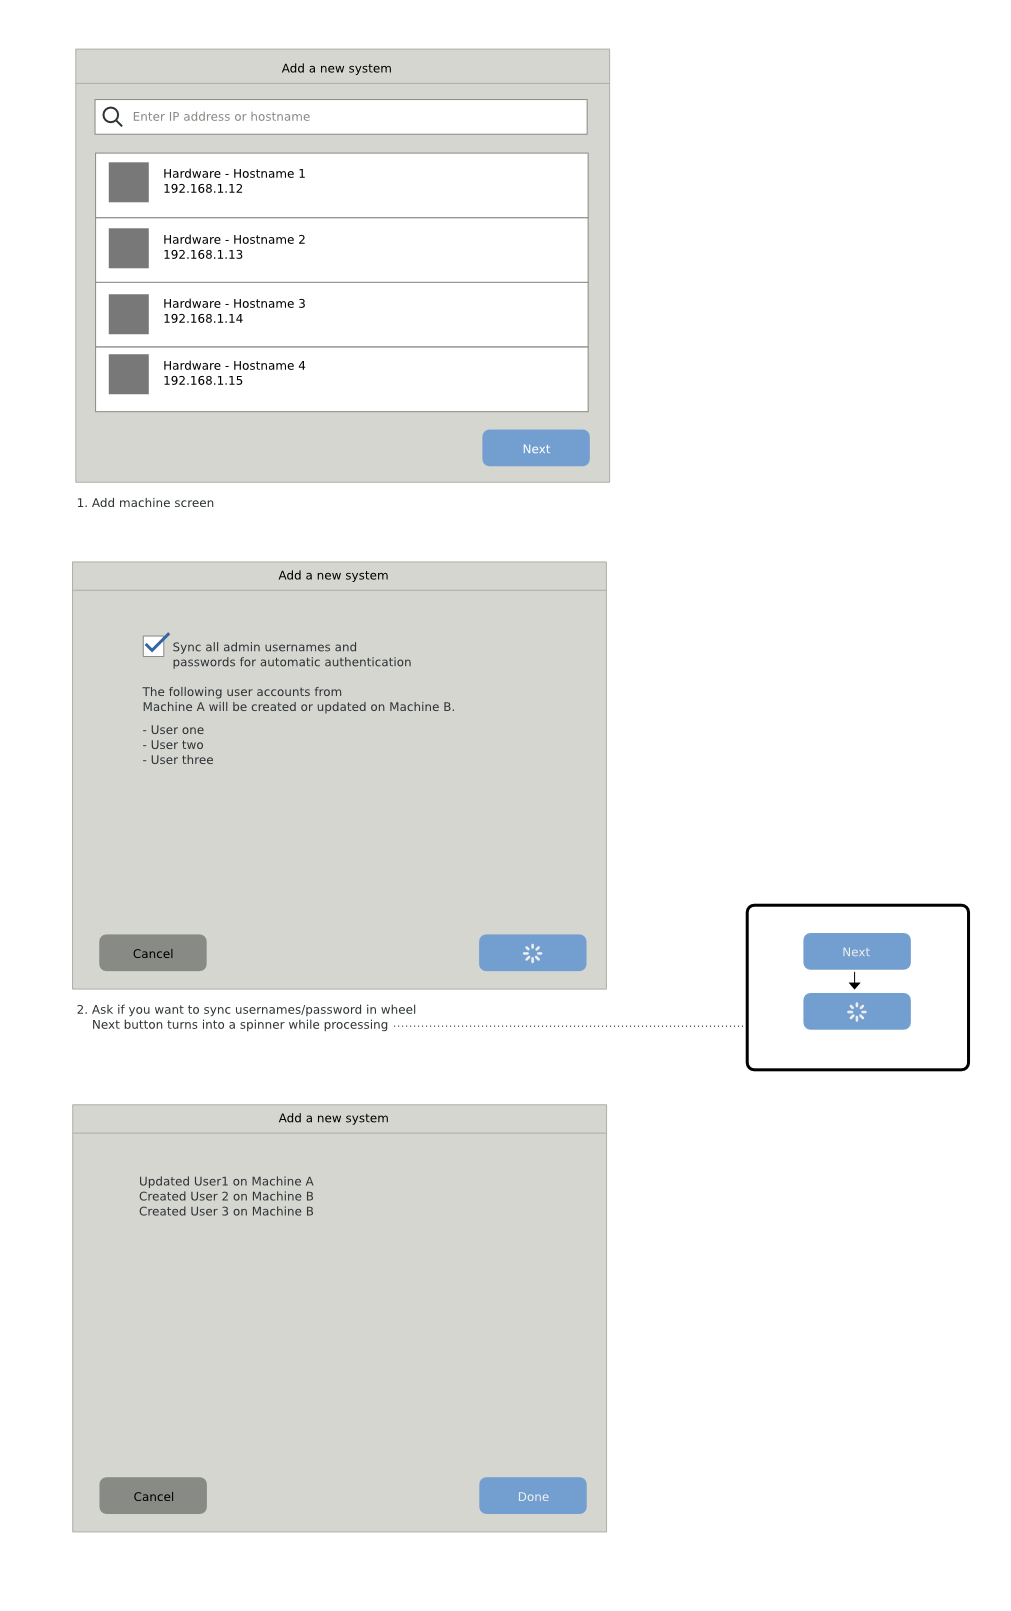 Add a new system
Enter IP address or hostname
Hardware - Hostname 1
192.168.1.12
Hardware - Hostname 2
192.168.1.13
Hardware - Hostname 3
192.168.1.14
Hardware - Hostname 4
192.168.1.15
Next
1. Add machine screen
Add a new system
Sync all admin usernames and
passwords for automatic authentication
The following user accounts from
Machine A will be created or updated on Machine B.
- User one
- User two
- User three
Cancel
2. Ask if you want to sync usernames/password in wheel
Next button turns into a spinner while processing
Next
Add a new system
Updated User1 on Machine A
Created User 2 on Machine B
Created User 3 on Machine B
Cancel
Done